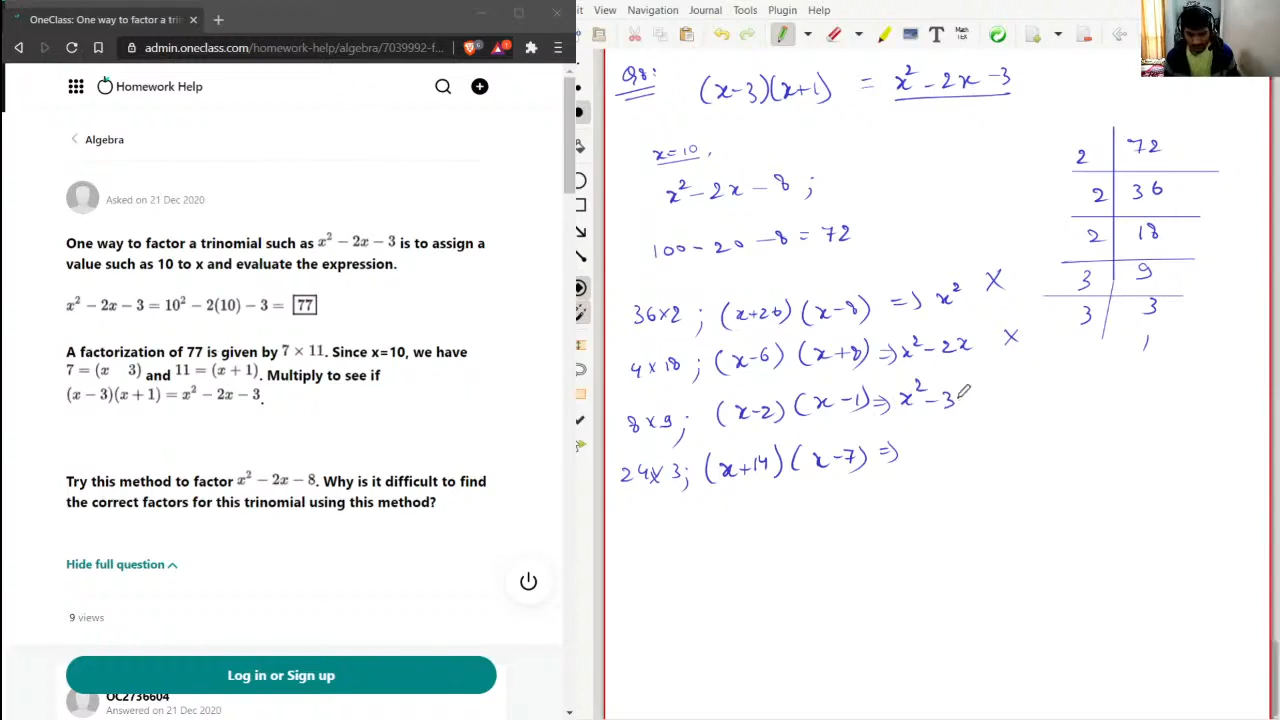 OneClass: One way to factor a tri
admin.oneclass.com/homework-help/algebra/7039992-f...
Homework Help
Algebra
Asked on 21 Dec 2020
One way to factor a trinomial such as x² − 2x − 3 is to assign a
value such as 10 to x and evaluate the expression.
x² − 2x − 3 = 10² − 2(10) − 3 = 77
A factorization of 77 is given by 7 × 11. Since x=10, we have
7 = (x 3) and 11 = (x + 1). Multiply to see if
(x − 3)(x + 1) = x² − 2x − 3.
Try this method to factor x² − 2x − 8. Why is it difficult to find
the correct factors for this trinomial using this method?
Hide full question
9 views
Log in or Sign up
OC2736604
Answered on 21 Dec 2020
dit View Navigation Journal Tools Plugin Help
Q8: (x-3)(x+1) = x² - 2x - 3
x=10,
x² - 2x - 8 ;
100 - 20 - 8 = 72
36×2 ; (x+26) (x-8) => x² X
4×18 ; (x-6) (x+8) => x² - 2x X
8×9 ; (x-2) (x-1) => x² - 3
24×3 ; (x+14) (x-7) =>
2 72
2 36
2 18
3 9
3 3
1